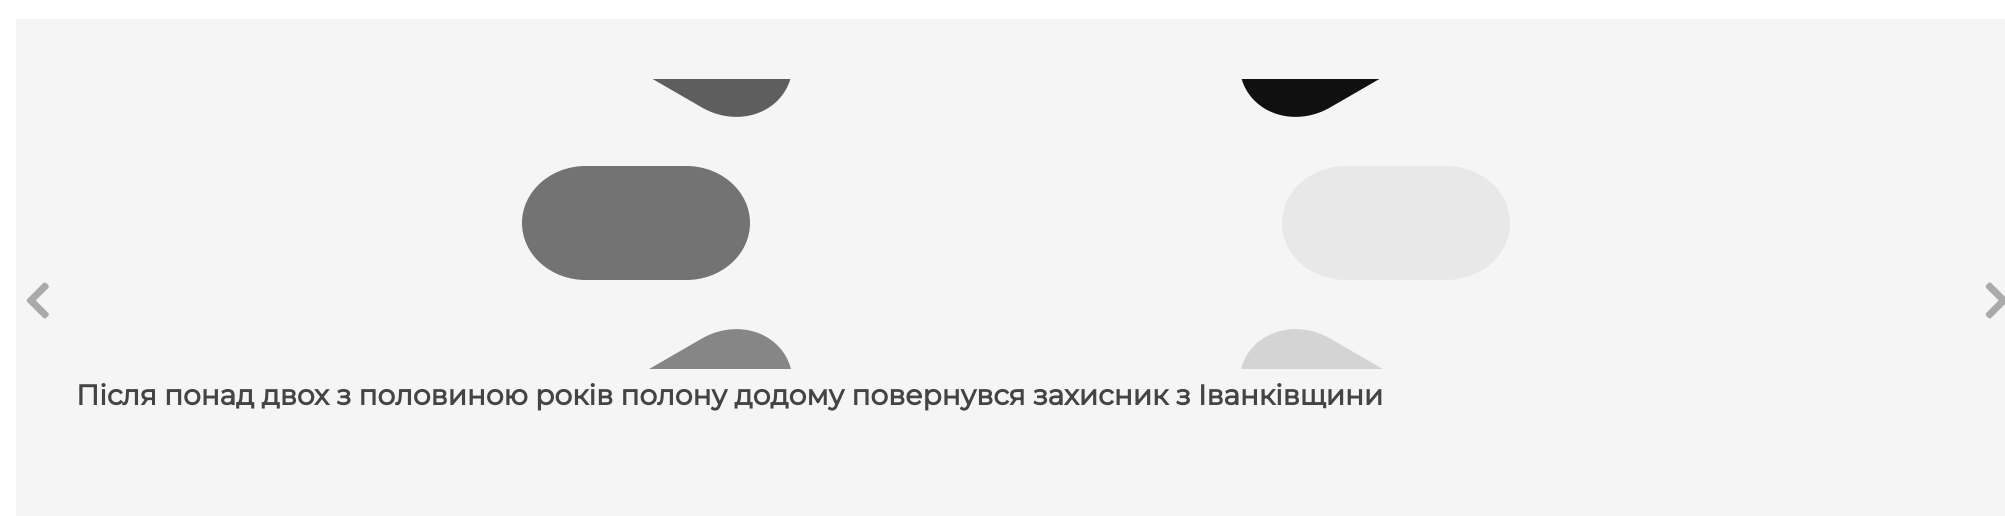 Після понад двох з половиною років полону додому повернувся захисник з Іванківщини